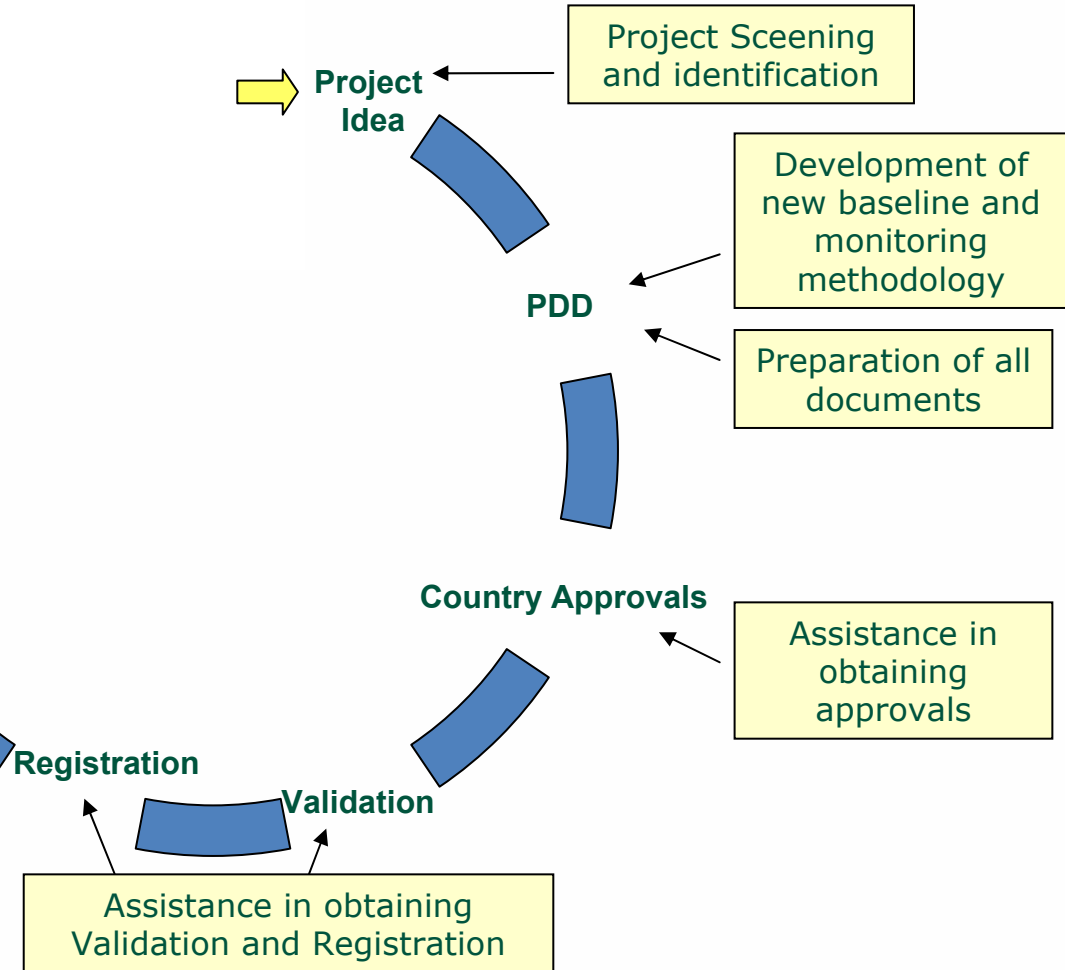 Project Sceening
and identification
Project
Idea
Development of
new baseline and
monitoring
methodology
PDD
Preparation of all
documents
Country Approvals
Assistance in
obtaining
approvals
Registration
Validation
Assistance in obtaining
Validation and Registration